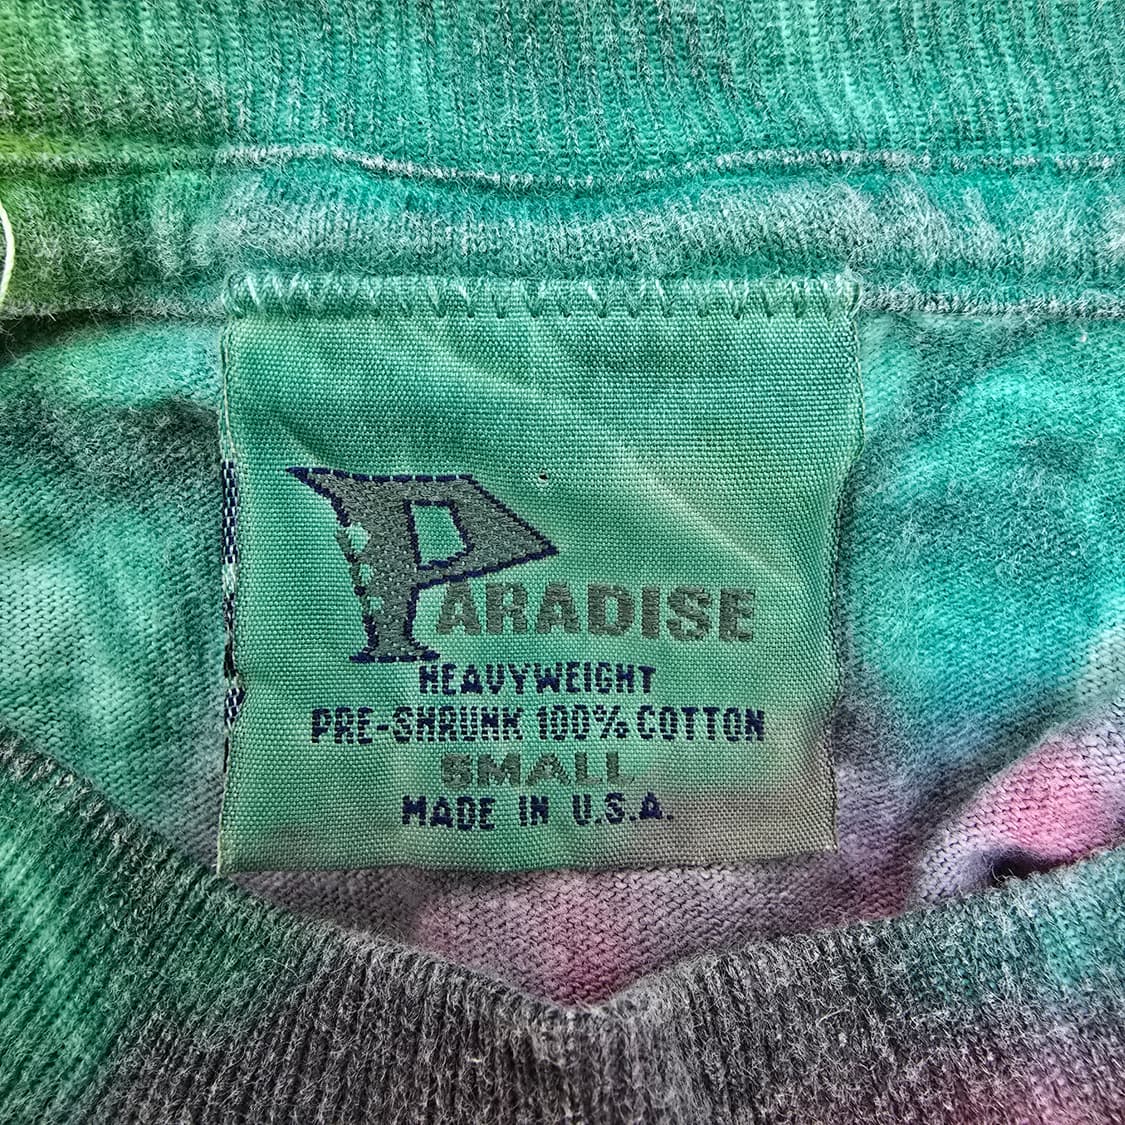 PARADISE
HEAVYWEIGHT
PRE-SHRUNK 100% COTTON
SMALL
MADE IN U.S.A.